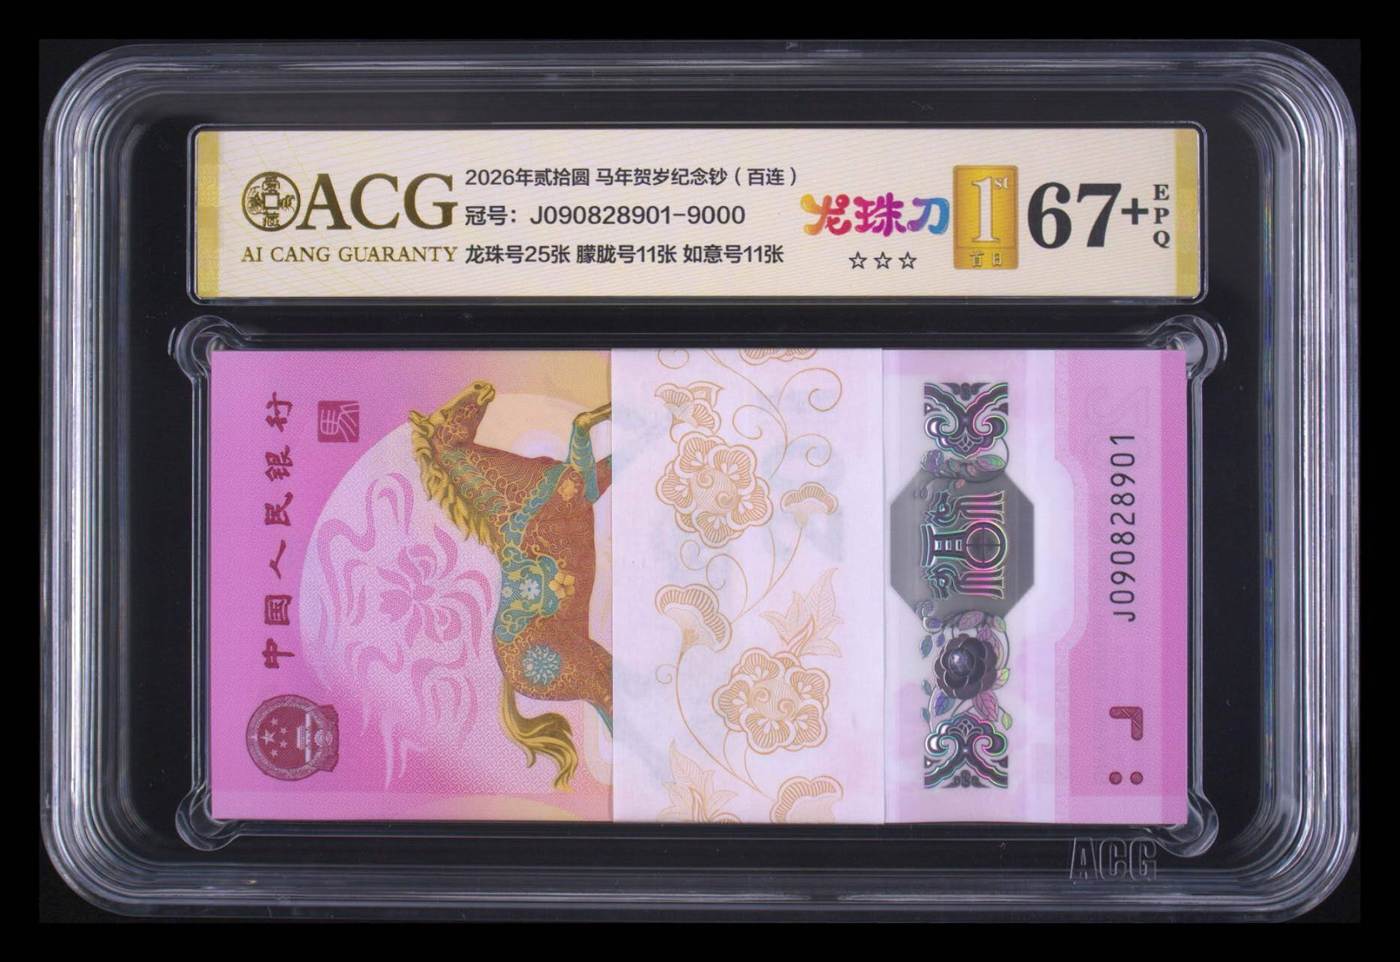 ACG
AI CANG GUARANTY
2026年贰拾圆 马年贺岁纪念钞（百连）
冠号：J090828901-9000
龙珠号25张 朦胧号11张 如意号11张
龙珠刀
☆☆☆
1st
首日
67+
EPQ
中国人民银行
J090828901
ACG